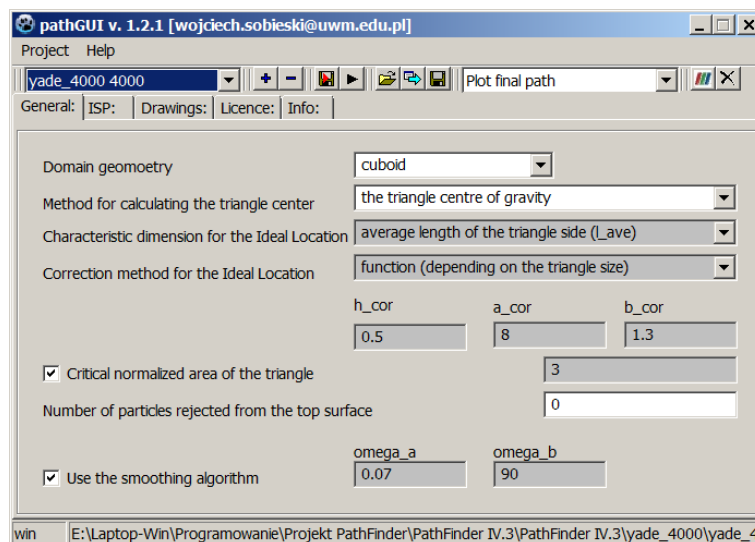 pathGUI v. 1.2.1 [wojciech.sobieski@uwm.edu.pl]
Project Help
yade_4000 4000 Plot final path
General: ISP: Drawings: Licence: Info:
Domain geomoetry cuboid
Method for calculating the triangle center the triangle centre of gravity
Characteristic dimension for the Ideal Location average length of the triangle side (l_ave)
Correction method for the Ideal Location function (depending on the triangle size)
h_cor a_cor b_cor
0.5 8 1.3
Critical normalized area of the triangle 3
Number of particles rejected from the top surface 0
omega_a omega_b
Use the smoothing algorithm 0.07 90
win E:\Laptop-Win\Programowanie\Projekt PathFinder\PathFinder IV.3\PathFinder IV.3\yade_4000\yade_4